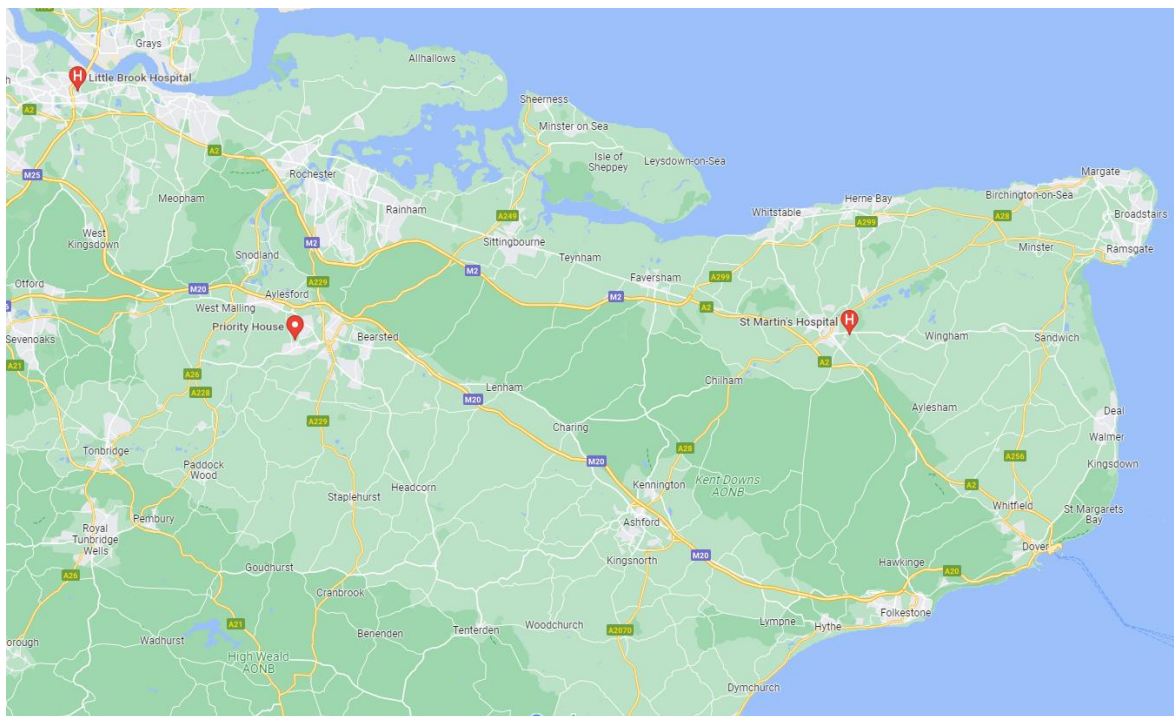 Grays
Allhallows
Little Brook Hospital
A2
Sheerness
Minster on Sea
A2
Isle of
Sheppey
Leysdown-on-Sea
M25
Rochester
Margate
Meopham
Rainham
Herne Bay
Birchington-on-Sea
Whitstable
A249
A299
A28
Broadstairs
West
Kingsdown
Sittingbourne
M2
Minster
Ramsgate
Snodland
Teynham
Otford
A229
M2
Faversham
A299
M20
Aylesford
M2
A2
West Malling
St Martin's Hospital
Priority House
Bearsted
Wingham
Sandwich
Sevenoaks
A21
A2
A26
Chilham
A228
Lenham
M20
Aylesham
Deal
A229
Charing
Walmer
Tonbridge
A28
A256
Kingsdown
Paddock
Wood
M20
Headcorn
Kennington
Kent Downs
AONB
A2
Staplehurst
Whitfield
St Margarets
Bay
Royal
Tunbridge
Wells
Pembury
Ashford
Dover
Kingsnorth
M20
Hawkinge
Goudhurst
A26
A20
Cranbrook
Folkestone
A21
Woodchurch
Lympne
Hythe
Benenden
Tenterden
A2070
Wadhurst
High Weald
AONB
Dymchurch